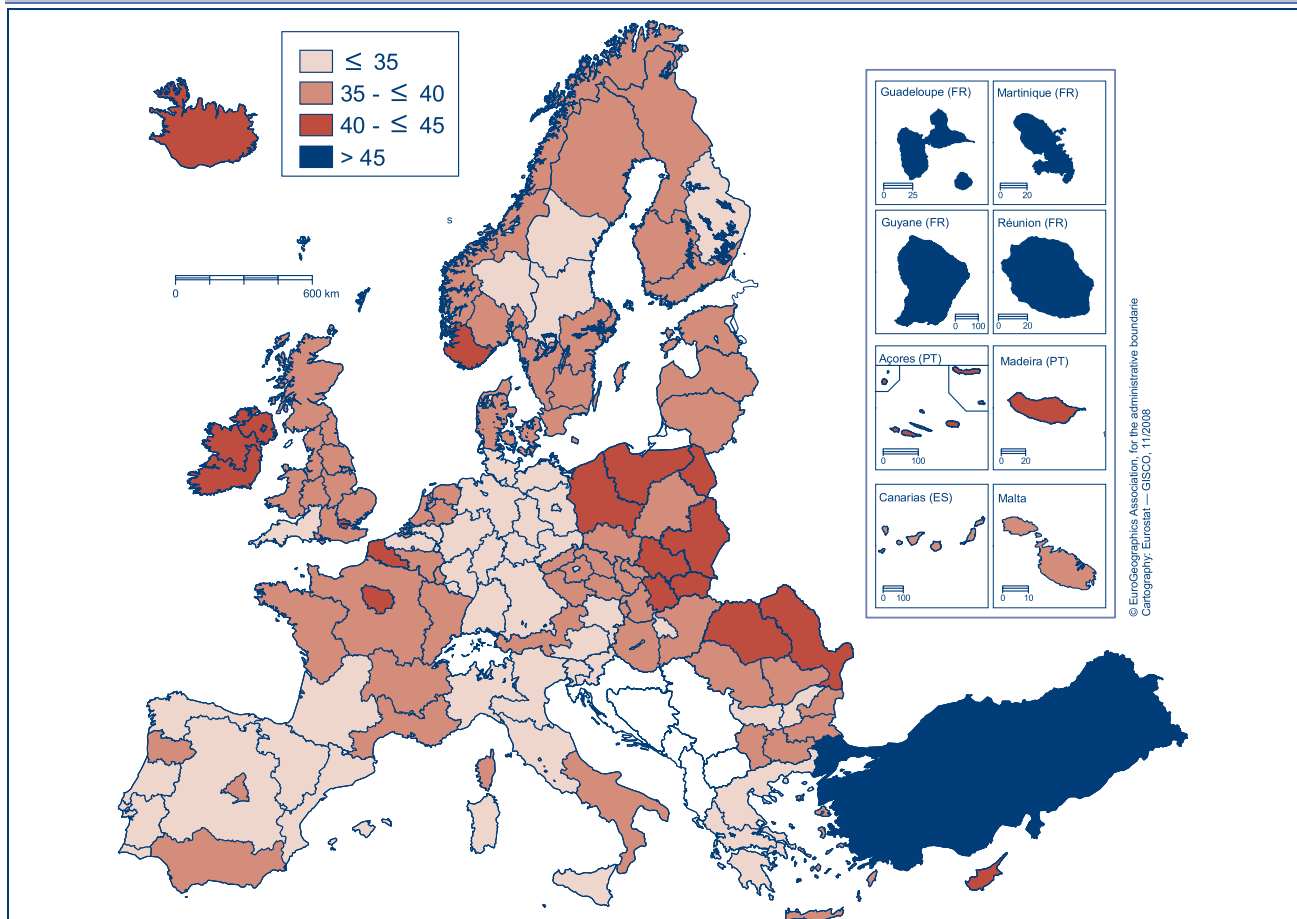 ≤ 35
35 - ≤ 40
40 - ≤ 45
> 45
s
0 600 km
Guadeloupe (FR)
0 25
Martinique (FR)
0 20
Guyane (FR)
0 100
Réunion (FR)
0 20
Açores (PT)
0 100
Madeira (PT)
0 20
Canarias (ES)
0 100
Malta
0 10
© EuroGeographics Association, for the administrative boundarie
Cartography: Eurostat — GISCO, 11/2008